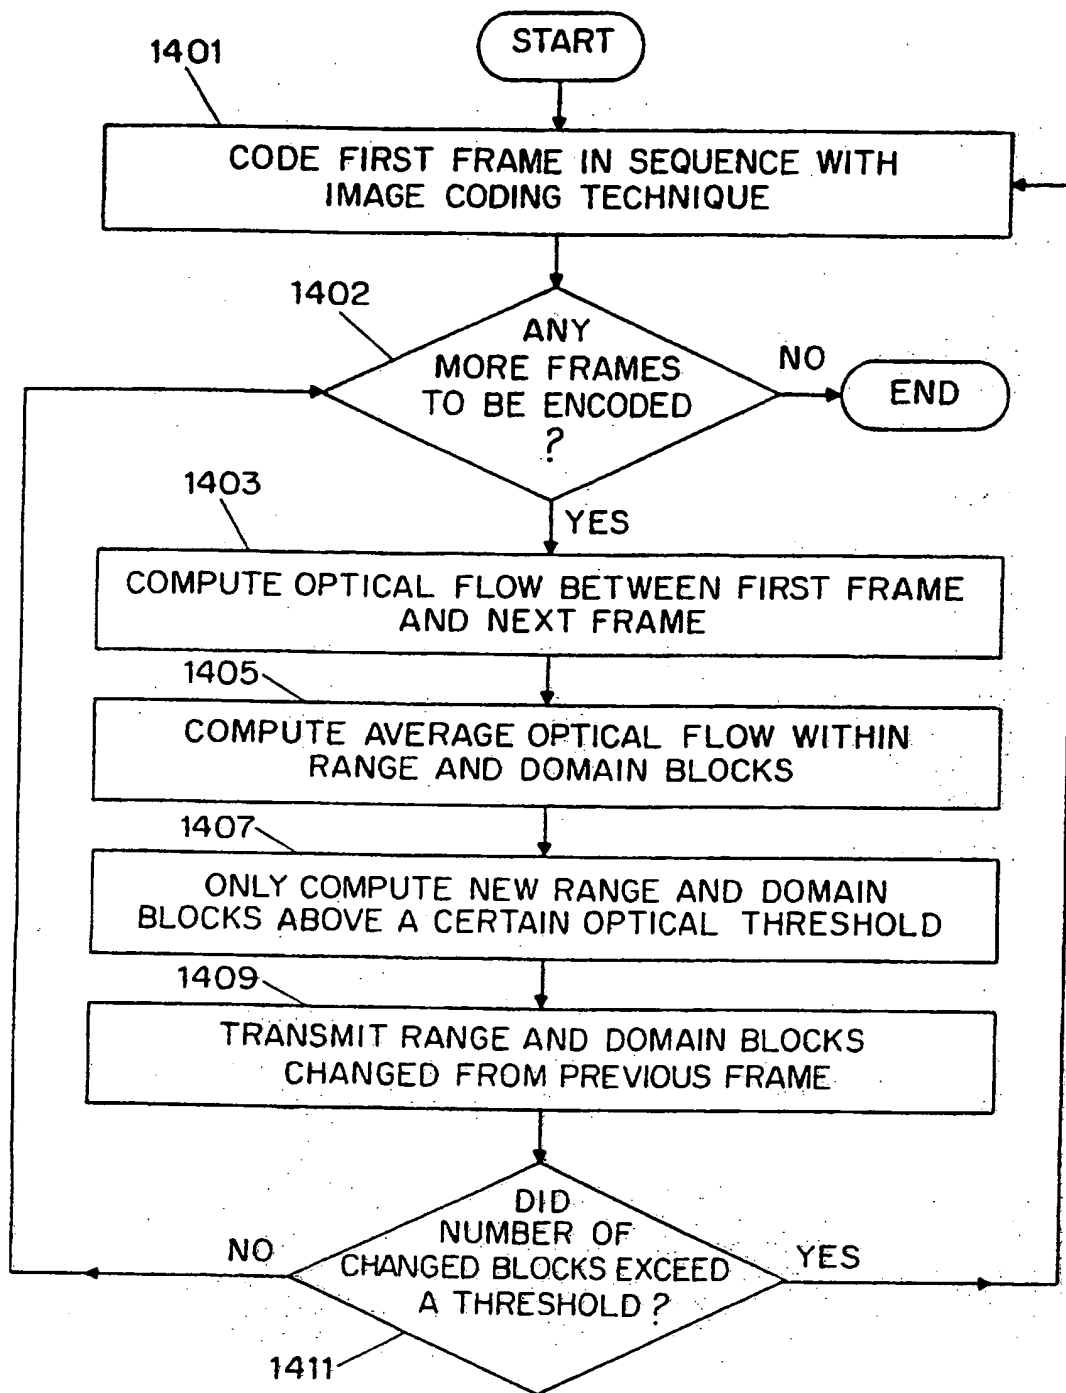 START
1401
CODE FIRST FRAME IN SEQUENCE WITH
IMAGE CODING TECHNIQUE
1402
ANY
MORE FRAMES
TO BE ENCODED
?
NO
END
1403
YES
COMPUTE OPTICAL FLOW BETWEEN FIRST FRAME
AND NEXT FRAME
1405
COMPUTE AVERAGE OPTICAL FLOW WITHIN
RANGE AND DOMAIN BLOCKS
1407
ONLY COMPUTE NEW RANGE AND DOMAIN
BLOCKS ABOVE A CERTAIN OPTICAL THRESHOLD
1409
TRANSMIT RANGE AND DOMAIN BLOCKS
CHANGED FROM PREVIOUS FRAME
DID
NUMBER OF
CHANGED BLOCKS EXCEED
A THRESHOLD?
NO
YES
1411